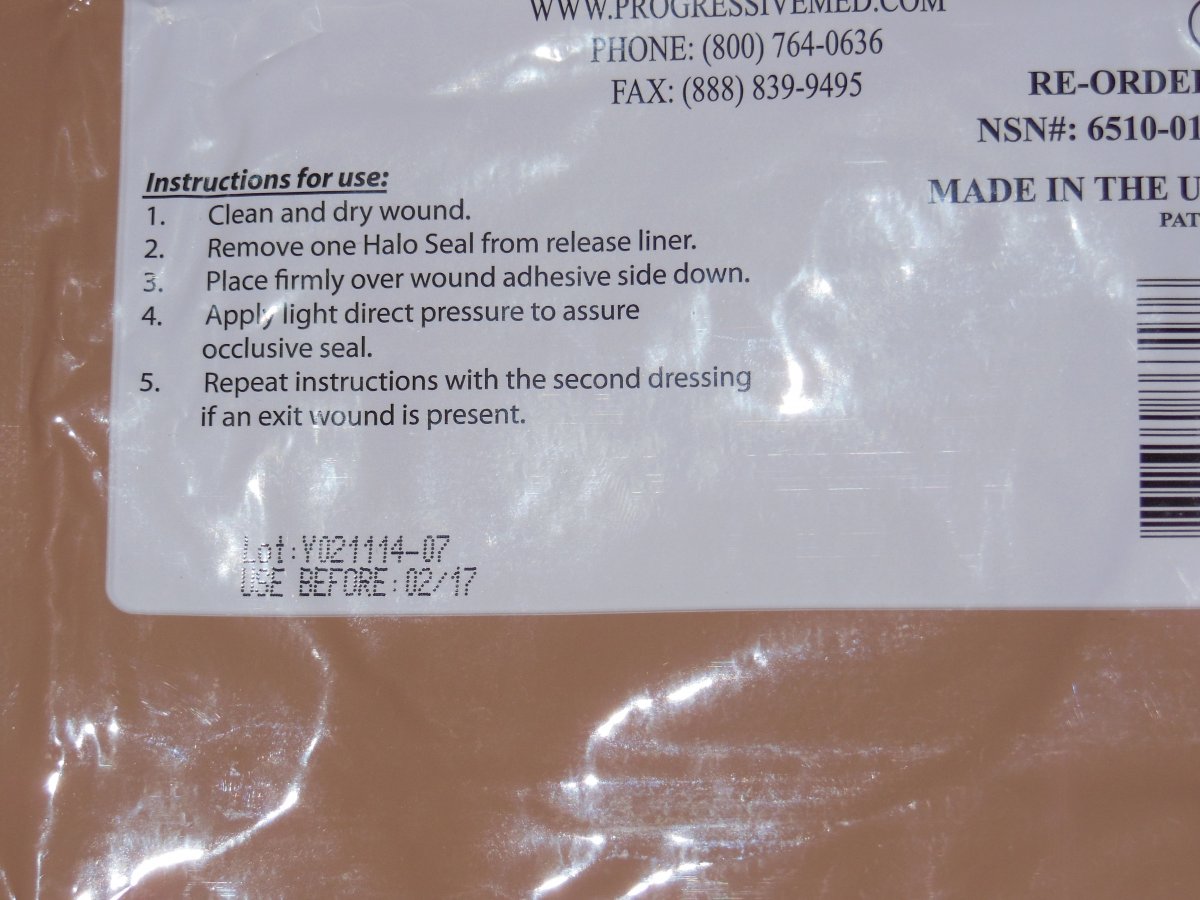 WWW.PROGRESSIVEMED.COM
PHONE: (800) 764-0636
FAX: (888) 839-9495
RE-ORDER
NSN#: 6510-01
MADE IN THE U
PAT
Instructions for use:
1. Clean and dry wound.
2. Remove one Halo Seal from release liner.
3. Place firmly over wound adhesive side down.
4. Apply light direct pressure to assure
occlusive seal.
5. Repeat instructions with the second dressing
if an exit wound is present.
Lot:Y021114-07
USE BEFORE:02/17